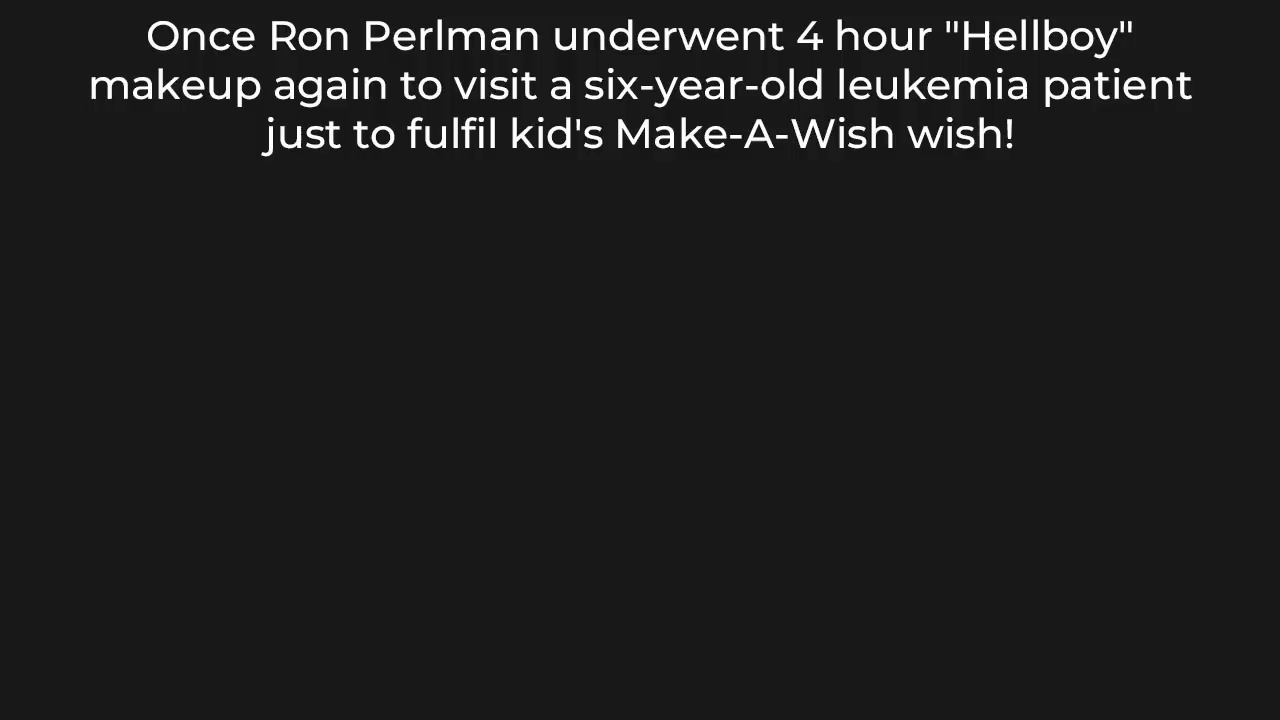 Once Ron Perlman underwent 4 hour "Hellboy"
makeup again to visit a six-year-old leukemia patient
just to fulfil kid's Make-A-Wish wish!